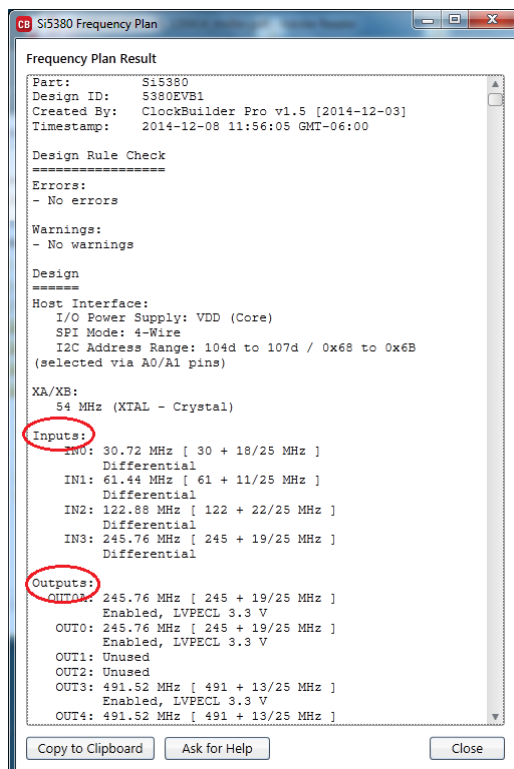 CB Si5380 Frequency Plan
Frequency Plan Result
Part: Si5380
Design ID: 5380EVB1
Created By: ClockBuilder Pro v1.5 [2014-12-03]
Timestamp: 2014-12-08 11:56:05 GMT-06:00
Design Rule Check
=================
Errors:
- No errors
Warnings:
- No warnings
Design
======
Host Interface:
I/O Power Supply: VDD (Core)
SPI Mode: 4-Wire
I2C Address Range: 104d to 107d / 0x68 to 0x6B
(selected via A0/A1 pins)
XA/XB:
54 MHz (XTAL - Crystal)
Inputs:
IN0: 30.72 MHz [ 30 + 18/25 MHz ]
Differential
IN1: 61.44 MHz [ 61 + 11/25 MHz ]
Differential
IN2: 122.88 MHz [ 122 + 22/25 MHz ]
Differential
IN3: 245.76 MHz [ 245 + 19/25 MHz ]
Differential
Outputs:
OUT0A: 245.76 MHz [ 245 + 19/25 MHz ]
Enabled, LVPECL 3.3 V
OUT0: 245.76 MHz [ 245 + 19/25 MHz ]
Enabled, LVPECL 3.3 V
OUT1: Unused
OUT2: Unused
OUT3: 491.52 MHz [ 491 + 13/25 MHz ]
Enabled, LVPECL 3.3 V
OUT4: 491.52 MHz [ 491 + 13/25 MHz ]
Copy to Clipboard Ask for Help Close